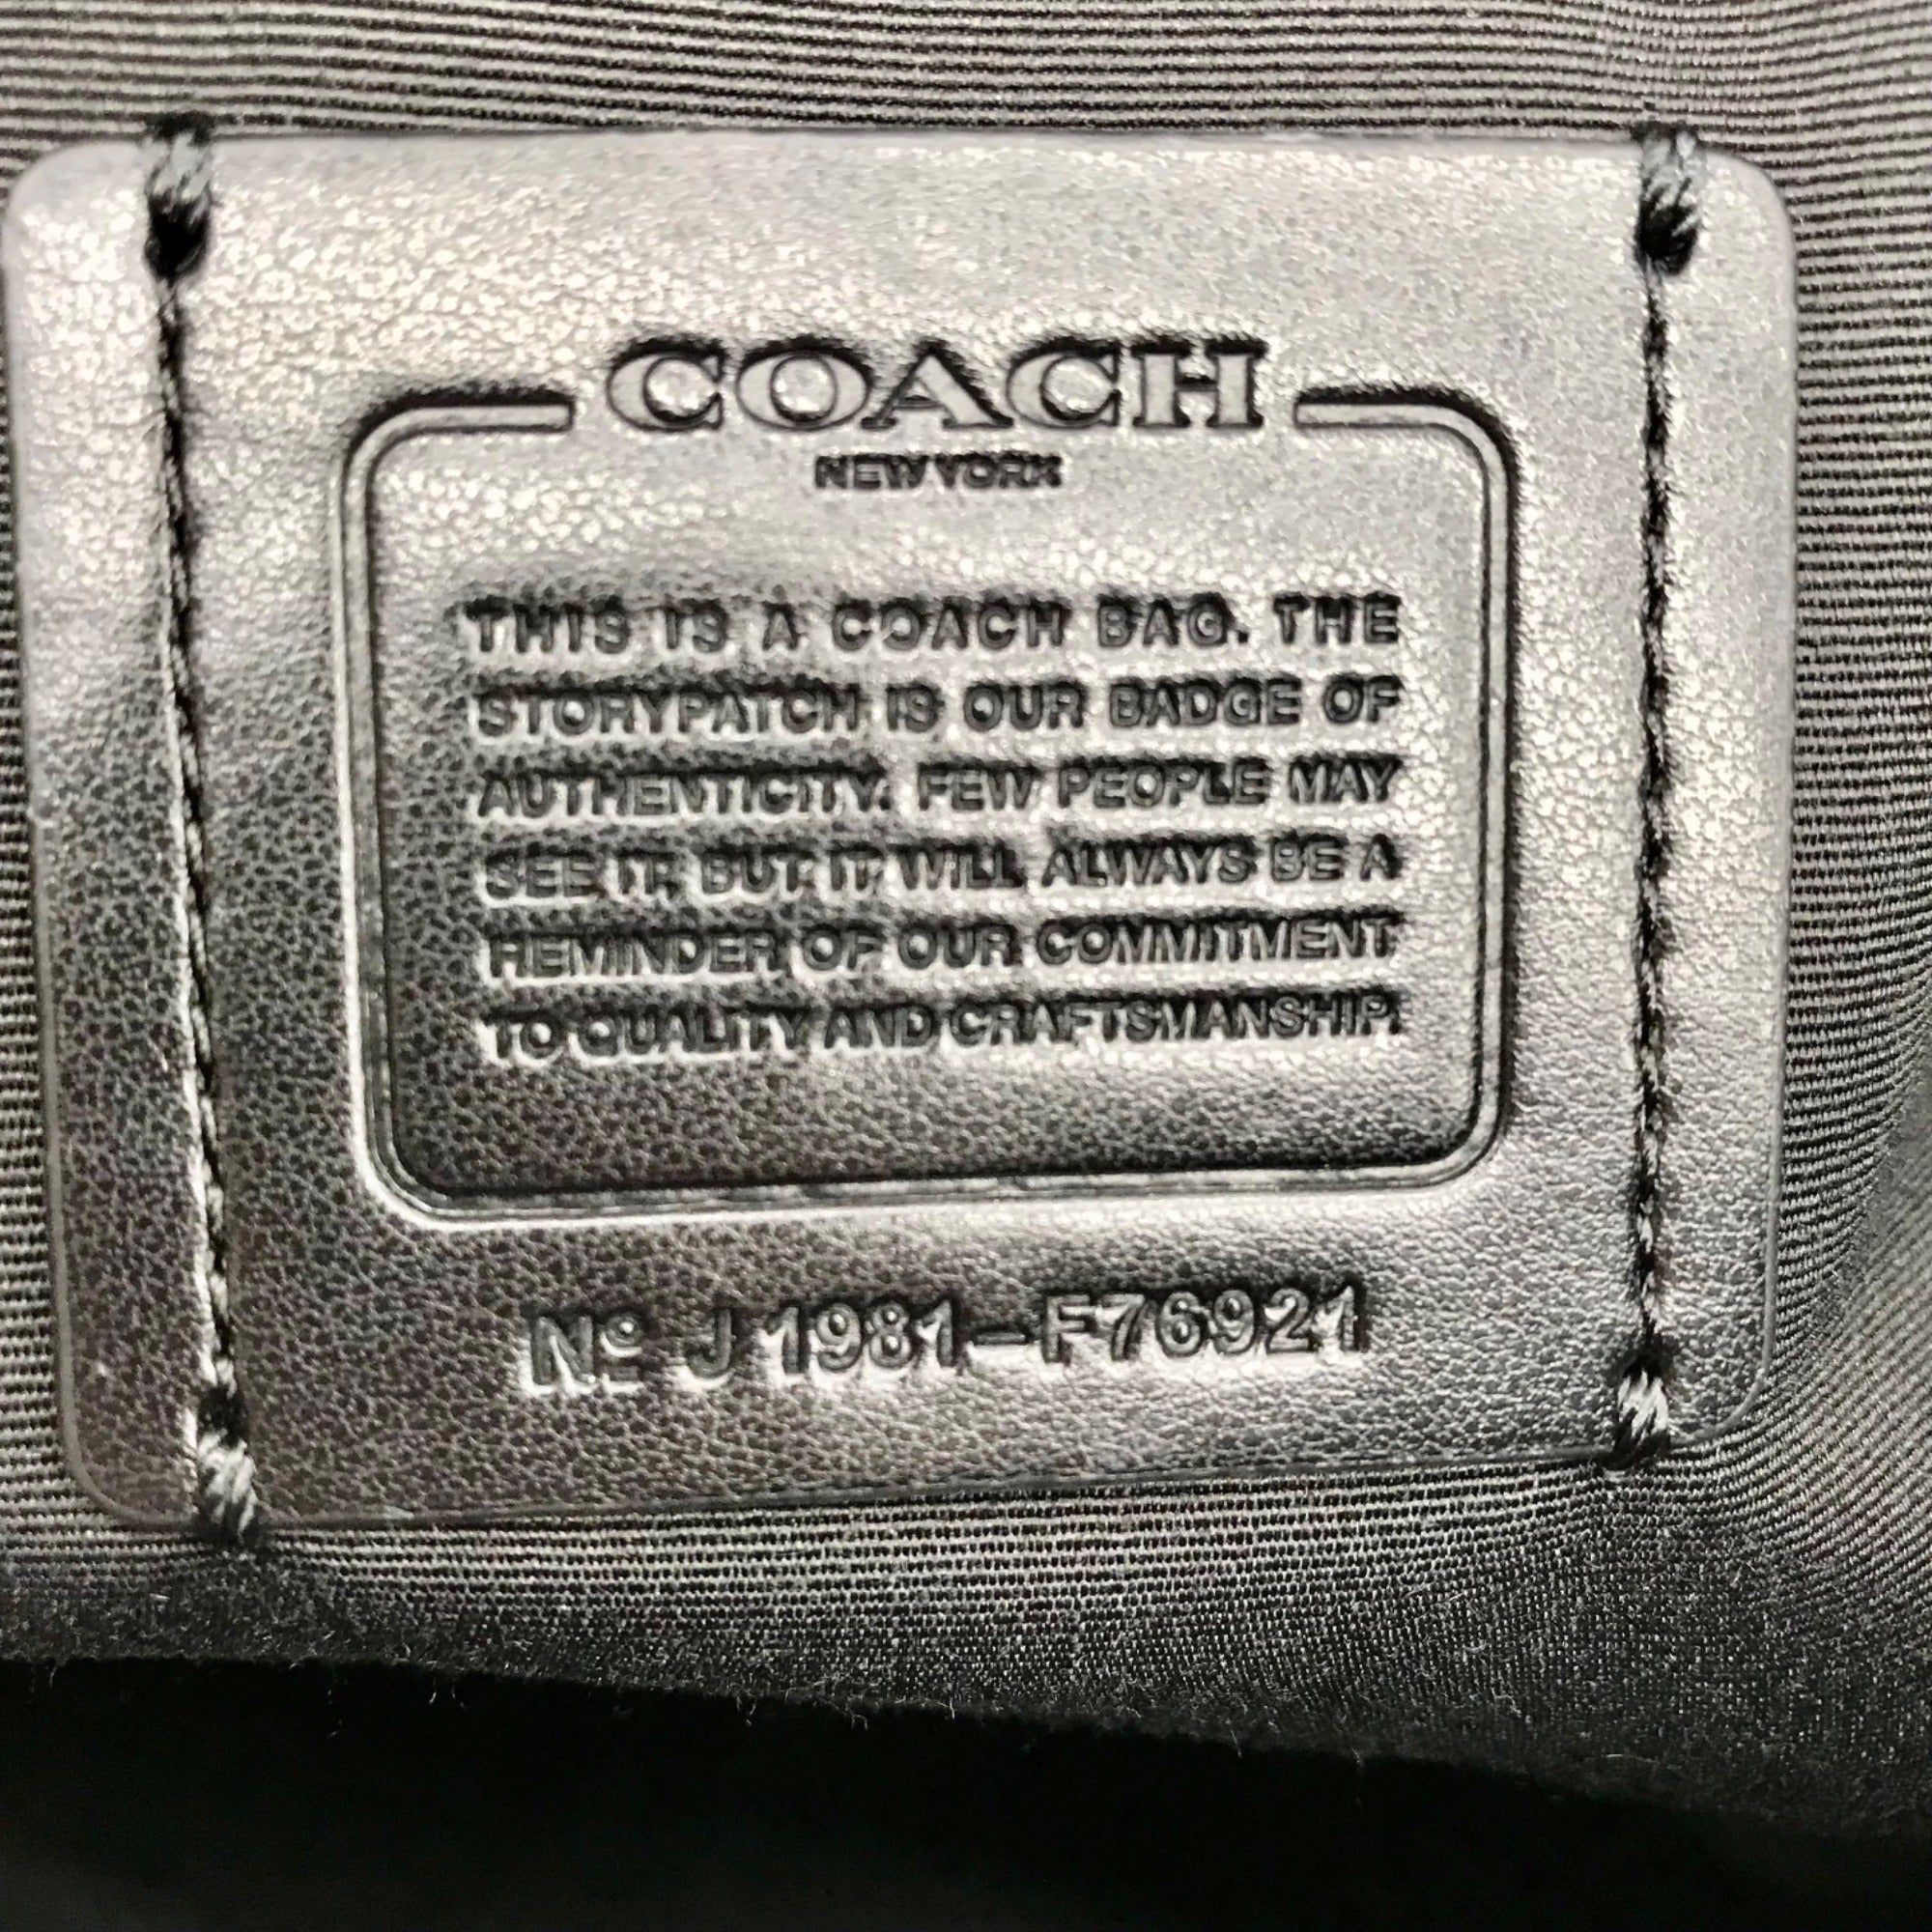 COACH
NEW YORK
THIS IS A COACH BAG. THE
STORYPATCH IS OUR BADGE OF
AUTHENTICITY. FEW PEOPLE MAY
SEE IT, BUT IT WILL ALWAYS BE A
REMINDER OF OUR COMMITMENT
TO QUALITY AND CRAFTSMANSHIP.
Nº J1981-F76921